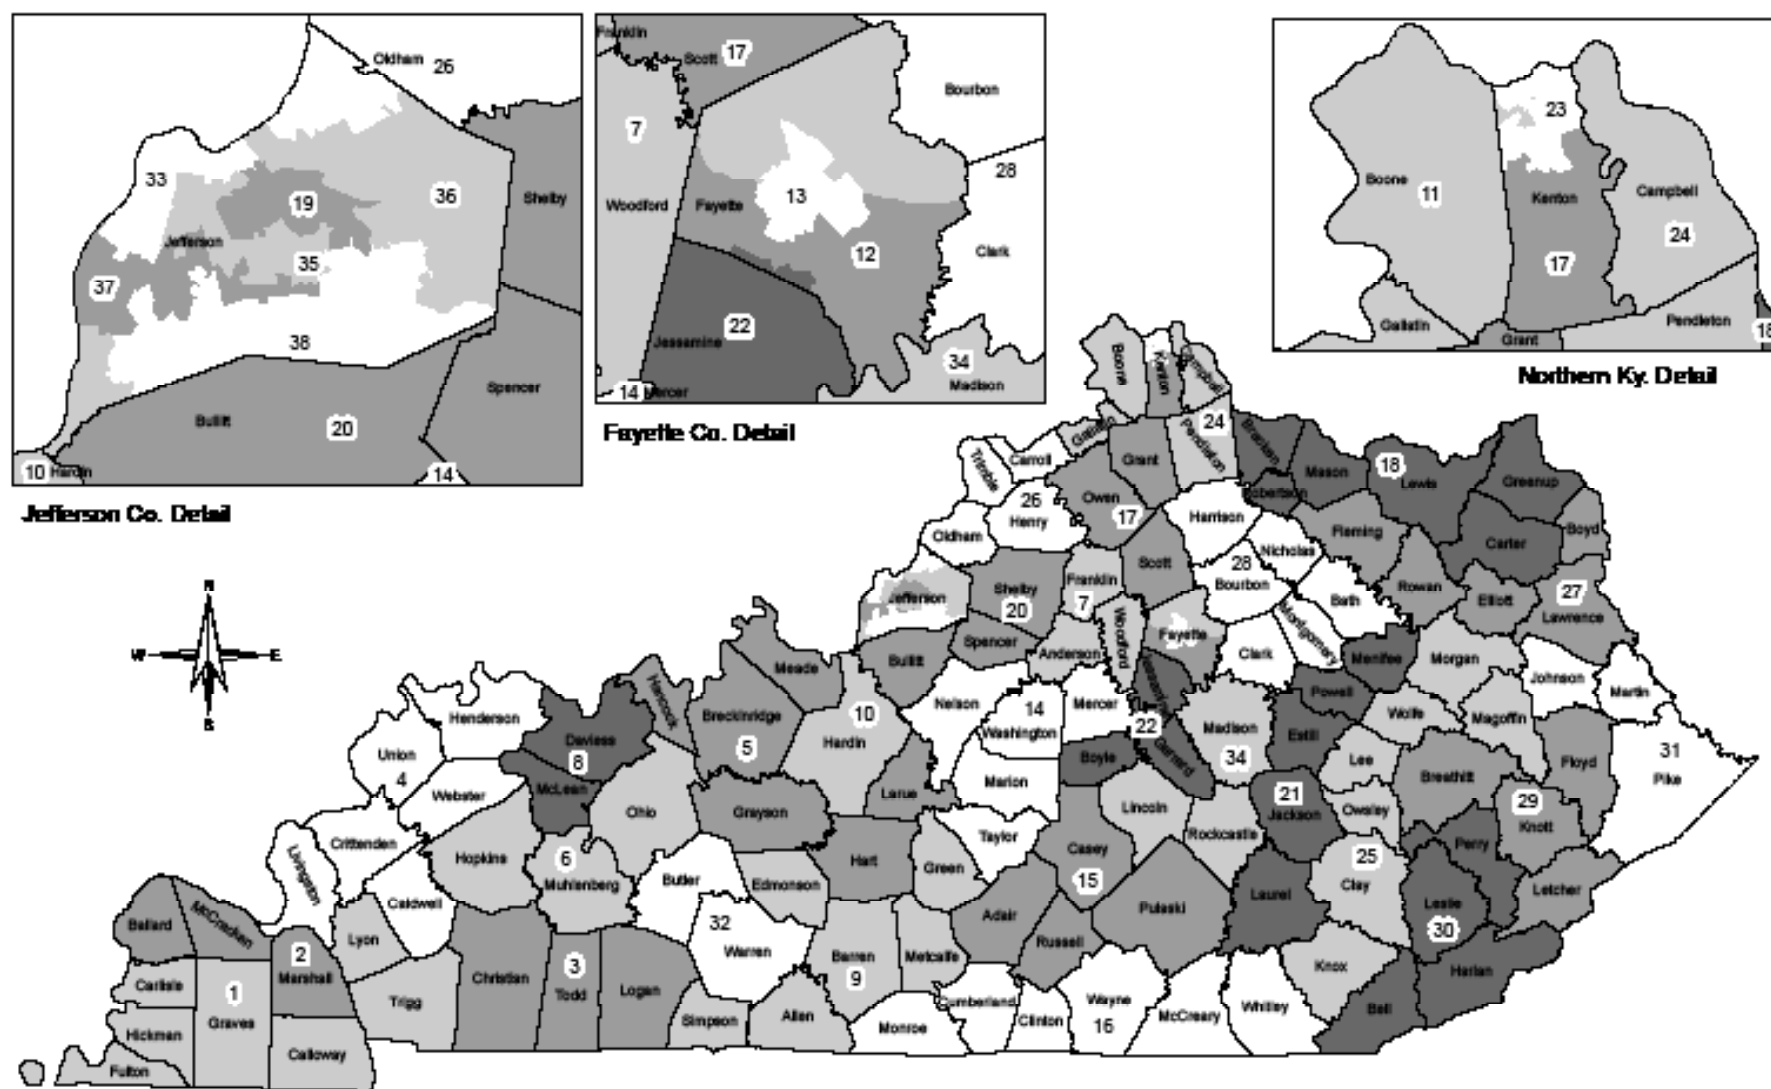 Oldham 26
33
36
19
Shelby
Jefferson
35
37
38
Spencer
Bullitt
20
10 Hardin
14
Jefferson Co. Detail
Franklin
Scott 17
Bourbon
7
28
Woodford
Fayette
13
12
Clark
22
Jessamine
34
Madison
14 Mercer
Fayette Co. Detail
23
Boone
11
Kenton
Campbell
24
17
Gallatin
Grant
Pendleton
18
Northern Ky. Detail
N
W E
S
Boone
Kenton
Campbell
Gallatin
24
Pendleton
Bracken
Trimble
Carroll
Grant
Mason
18
Lewis
Greenup
Robertson
Owen
17
26
Henry
Harrison
Oldham
Fleming
Boyd
Nicholas
Carter
Scott
28
Bourbon
Jefferson
Shelby
20
Franklin
7
Bath
Rowan
Elliott
27
Lawrence
Woodford
Fayette
Montgomery
Spencer
Anderson
Clark
Menifee
Morgan
Bullitt
Meade
Hancock
Jessamine
Johnson
Martin
Powell
Nelson
Mercer
14
Washington
22
Madison
34
Wolfe
Magoffin
Breckinridge
5
10
Hardin
Henderson
Daviess
8
Union
4
Boyle
Garrard
Estill
Lee
Floyd
31
Pike
Breathitt
McLean
Webster
Marion
Larue
Grayson
Ohio
Lincoln
21
Jackson
Owsley
29
Knott
Crittenden
Livingston
Taylor
Rockcastle
Perry
Hopkins
6
Muhlenberg
Hart
Green
Casey
15
25
Clay
Butler
Edmonson
Letcher
Caldwell
Laurel
Leslie
30
Pulaski
Ballard
McCracken
Adair
32
Warren
Lyon
Russell
2
Marshall
3
Todd
Christian
Logan
Barren
9
Metcalfe
Knox
Harlan
Carlisle
1
Graves
Trigg
Cumberland
Wayne
16
McCreary
Whitley
Bell
Simpson
Allen
Monroe
Clinton
Hickman
Calloway
Fulton